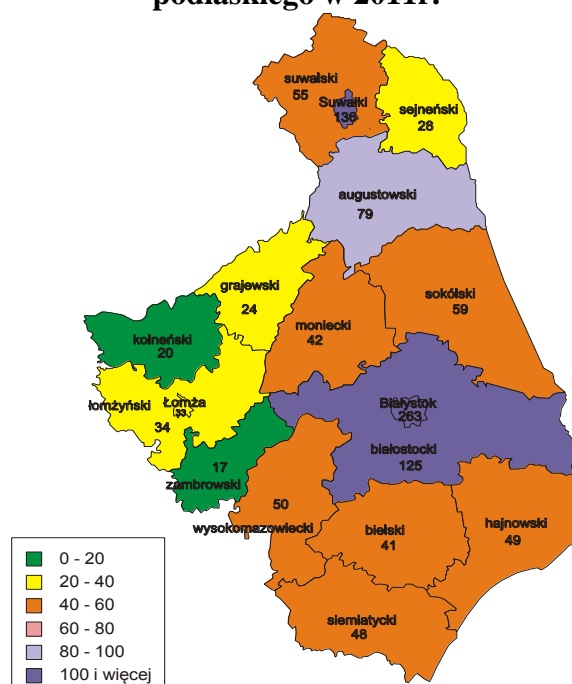 podlaskiego w 2011r.
suwalski
55
Suwałki
136
sejneński
28
augustowski
79
grajewski
24
sokólski
59
moniecki
42
kolneński
20
Łomża
33
łomżyński
34
Białystok
263
białostocki
125
17
zambrowski
50
wysokomazowiecki
bielski
41
hajnowski
49
siemiatycki
48
0 - 20
20 - 40
40 - 60
60 - 80
80 - 100
100 i więcej